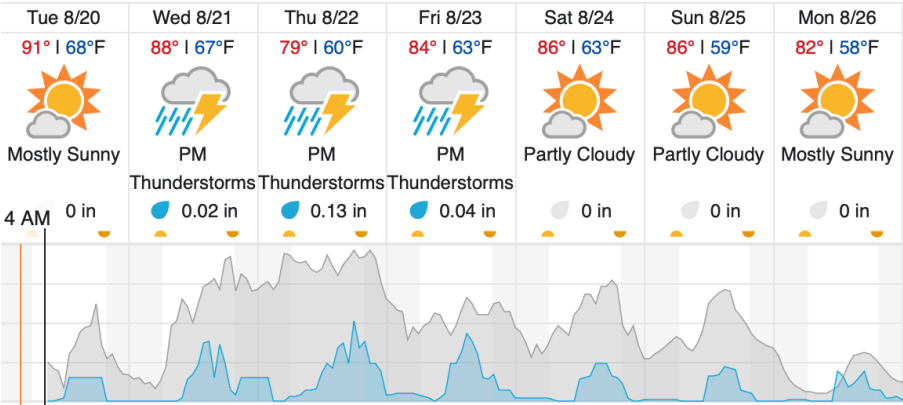 Tue 8/20 Wed 8/21 Thu 8/22 Fri 8/23 Sat 8/24 Sun 8/25 Mon 8/26
91° | 68°F 88° | 67°F 79° | 60°F 84° | 63°F 86° | 63°F 86° | 59°F 82° | 58°F
Mostly Sunny PM PM PM Partly Cloudy Partly Cloudy Mostly Sunny
Thunderstorms Thunderstorms Thunderstorms
0 in 0.02 in 0.13 in 0.04 in 0 in 0 in 0 in
4 AM